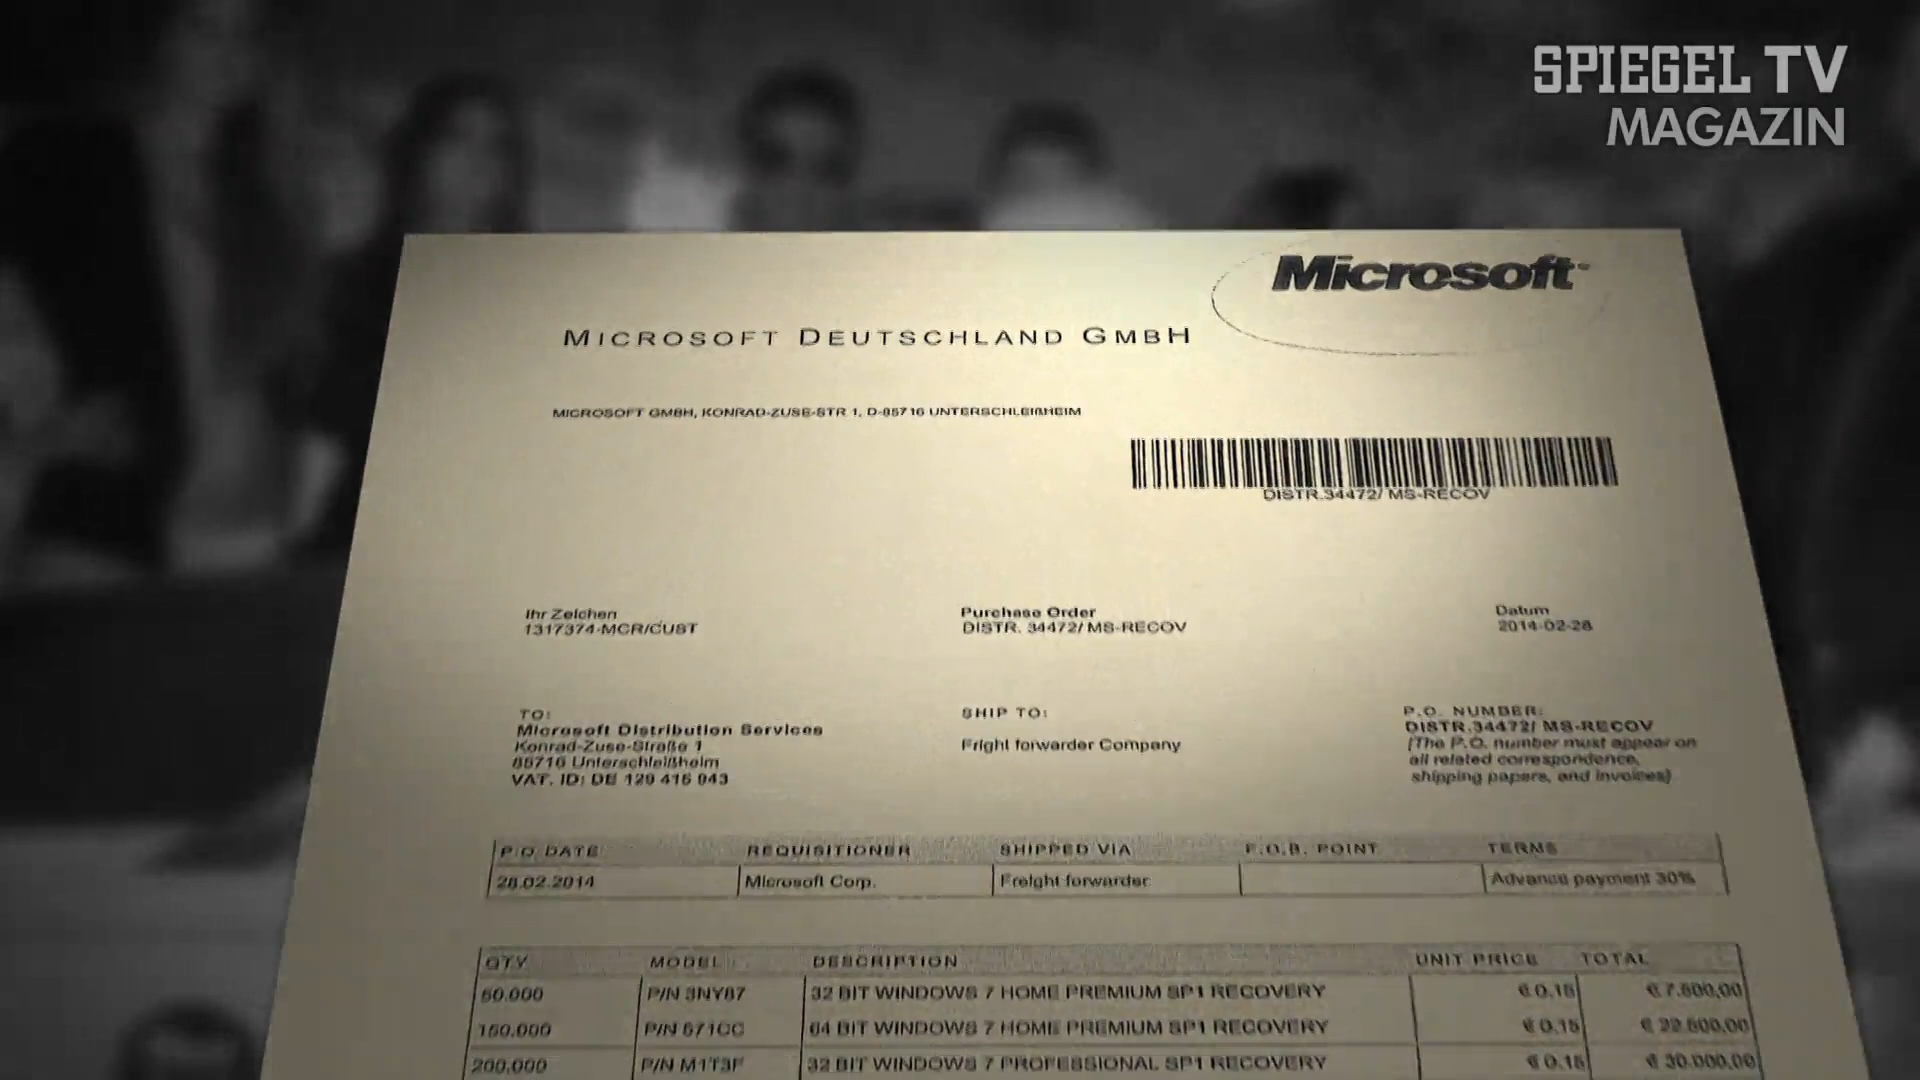 SPIEGEL TV
MAGAZIN
Microsoft
MICROSOFT DEUTSCHLAND GMBH
MICROSOFT GMBH, KONRAD-ZUSE-STR 1, D-85716 UNTERSCHLEIßHEIM
DISTR.34472/ MS-RECOV
Ihr Zeichen
1317374-MCR/CUST
Purchase Order
DISTR. 34472/ MS-RECOV
Datum
2014-02-28
TO:
Microsoft Distribution Services
Konrad-Zuse-Straße 1
85716 Unterschleißheim
VAT. ID: DE 129 415 943
SHIP TO:
Fright forwarder Company
P.O. NUMBER:
DISTR.34472/ MS-RECOV
(The P.O. number must appear on
all related correspondence,
shipping papers, and invoices)
P.O DATE REQUISITIONER SHIPPED VIA F.O.B. POINT TERMS
28.02.2014 Microsoft Corp. Freight forwarder Advance payment 30%
QTY MODEL DESCRIPTION UNIT PRICE TOTAL
50.000 P/N 3NY87 32 BIT WINDOWS 7 HOME PREMIUM SP1 RECOVERY € 0,15 € 7.500,00
150.000 P/N 671CC 64 BIT WINDOWS 7 HOME PREMIUM SP1 RECOVERY € 0,15 € 22.500,00
200.000 P/N M1T3F 32 BIT WINDOWS 7 PROFESSIONAL SP1 RECOVERY € 0,15 € 30.000,00